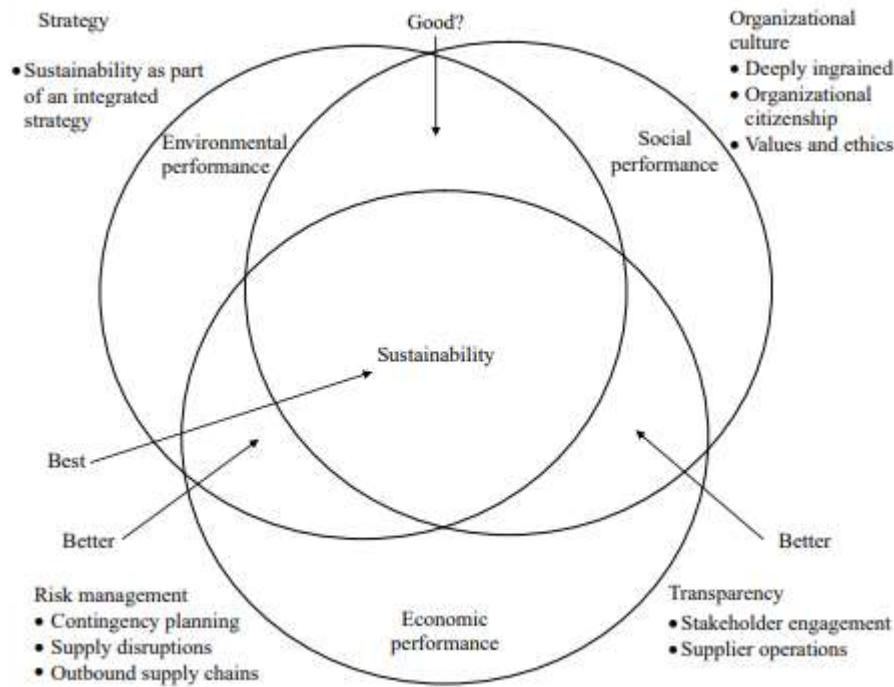 Strategy
• Sustainability as part
of an integrated
strategy
Good?
Organizational
culture
• Deeply ingrained
• Organizational
citizenship
• Values and ethics
Environmental
performance
Social
performance
Sustainability
Best
Better
Better
Risk management
• Contingency planning
• Supply disruptions
• Outbound supply chains
Economic
performance
Transparency
• Stakeholder engagement
• Supplier operations